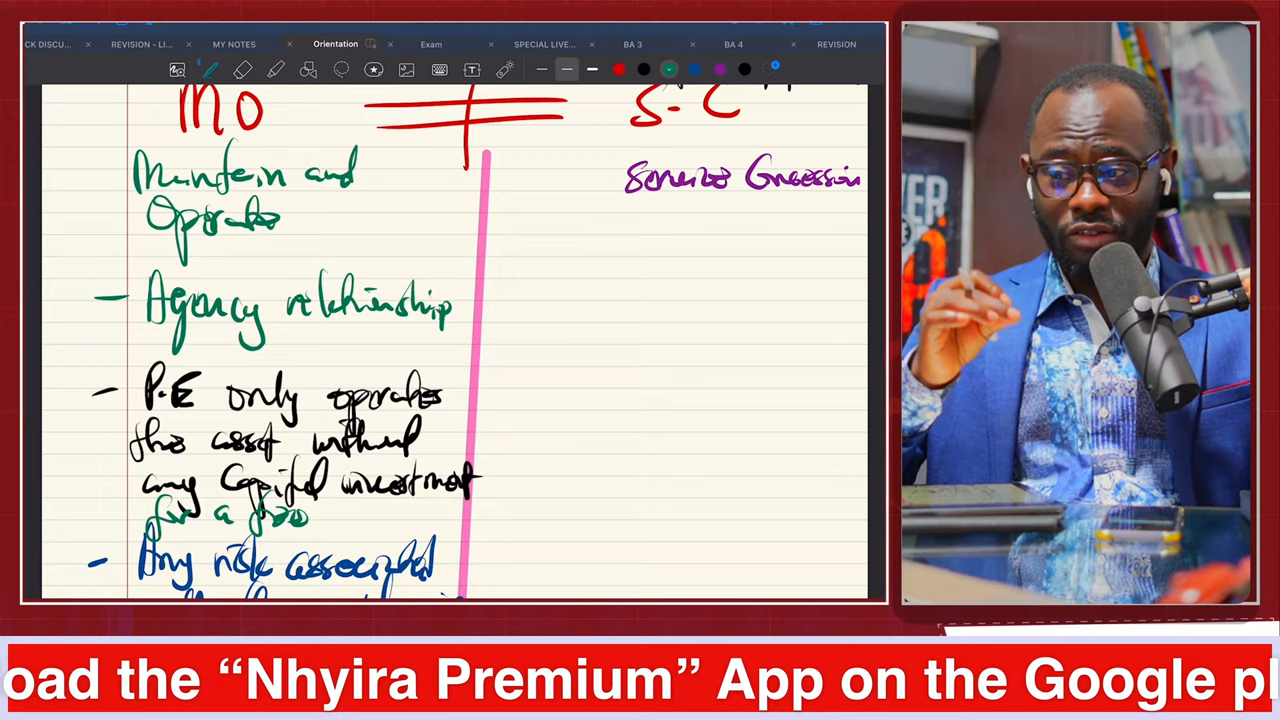 CK DISCU...
REVISION - LI...
MY NOTES
Orientation
Exam
SPECIAL LIVE...
BA 3
BA 4
REVISION
MO
S-C
Maintain and
Operate
- Agency relationship
- P.E only operates
the asset without
any Capital investment
for a fee
- Any risk associated
oad the “Nhyira Premium” App on the Google pl